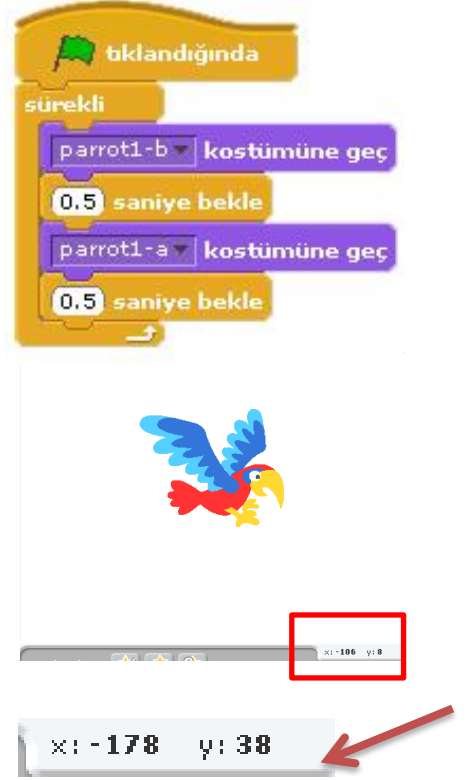 tıklandığında
sürekli
parrot1-b kostümüne geç
0.5 saniye bekle
parrot1-a kostümüne geç
0.5 saniye bekle
x: -106 y: 8
x: -178 y: 38